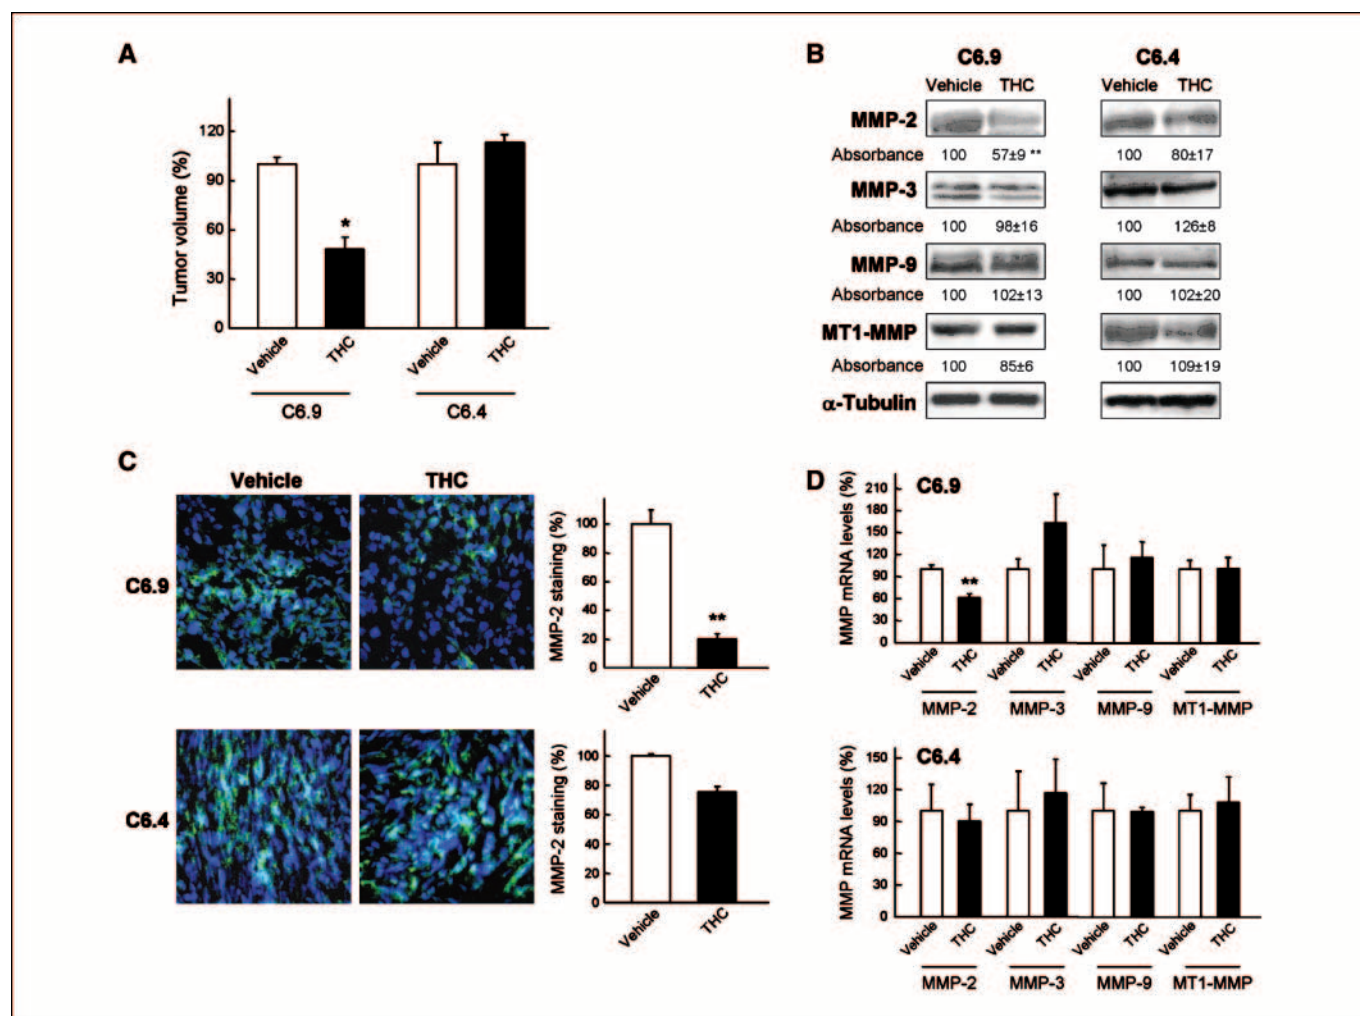 A
Tumor volume (%)
120
90
60
30
0
*
Vehicle
THC
Vehicle
THC
C6.9
C6.4
B
C6.9
C6.4
Vehicle THC
Vehicle THC
MMP-2
Absorbance 100 57±9 ** 100 80±17
MMP-3
Absorbance 100 98±16 100 126±8
MMP-9
Absorbance 100 102±13 100 102±20
MT1-MMP
Absorbance 100 85±6 100 109±19
α-Tubulin
C
Vehicle
THC
C6.9
MMP-2 staining (%)
100
80
60
40
20
0
**
Vehicle
THC
C6.4
MMP-2 staining (%)
100
80
60
40
20
0
Vehicle
THC
D
C6.9
MMP mRNA levels (%)
210
180
150
120
90
60
30
0
**
Vehicle
THC
Vehicle
THC
Vehicle
THC
Vehicle
THC
MMP-2
MMP-3
MMP-9
MT1-MMP
C6.4
MMP mRNA levels (%)
150
120
90
60
30
0
Vehicle
THC
Vehicle
THC
Vehicle
THC
Vehicle
THC
MMP-2
MMP-3
MMP-9
MT1-MMP